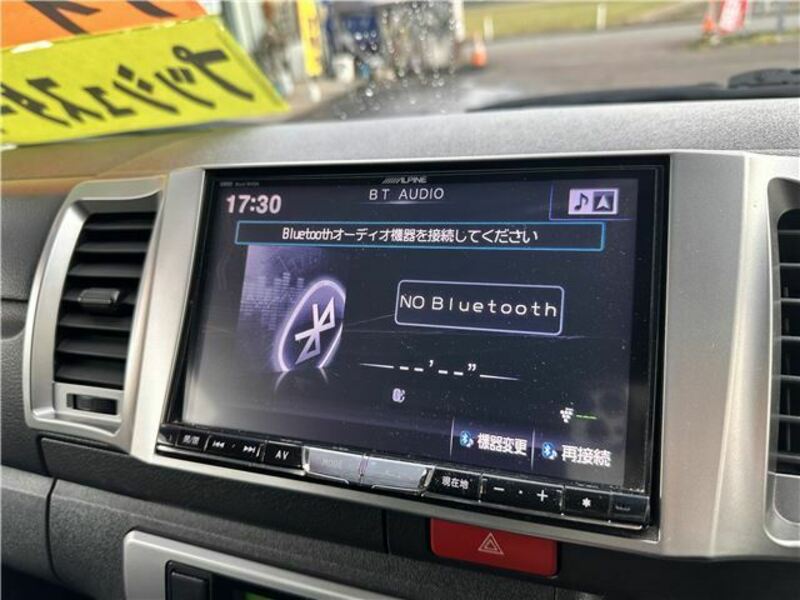 ALPINE
BT AUDIO
17:30
Bluetoothオーディオ機器を接続してください
NO Bluetooth
--'--"
機器変更
再接続
AV
MODE
現在地